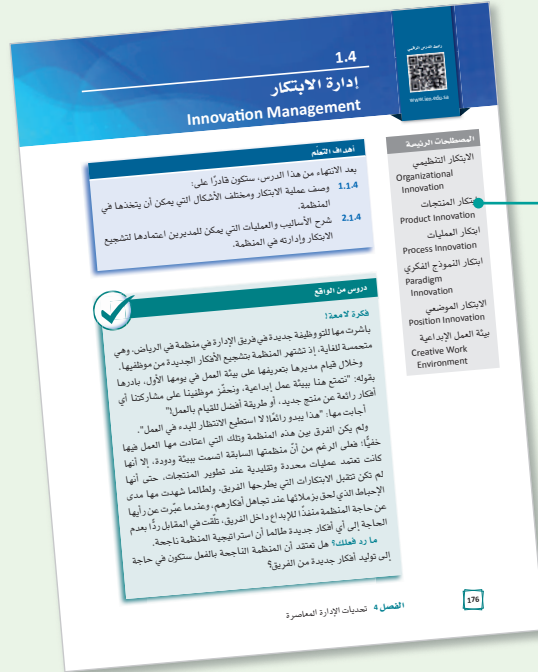 رابط الدرس الرقمي
www.ien.edu.sa
1.4
إدارة الابتكار
Innovation Management
المصطلحات الرئيسة
الابتكار التنظيمي
Organizational
Innovation
ابتكار المنتجات
Product Innovation
ابتكار العمليات
Process Innovation
ابتكار النموذج الفكري
Paradigm
Innovation
الابتكار الموضعي
Position Innovation
بيئة العمل الإبداعية
Creative Work
Environment
أهداف التعلّم
بعد الانتهاء من هذا الدرس، ستكون قادرًا على:
1.1.4 وصف عملية الابتكار ومختلف الأشكال التي يمكن أن يتخذها في
المنظمة.
2.1.4 شرح الأساليب والعمليات التي يمكن للمديرين اعتمادها لتشجيع
الابتكار وإدارته في المنظمة.
دروس من الواقع
فكرة لامعة!
باشرت مها للتو وظيفة جديدة في فريق الإدارة في منظمة في الرياض، وهي
متحمسة للغاية، إذ تشتهر المنظمة بتشجيع الأفكار الجديدة من موظفيها.
وخلال قيام مديرها بتعريفها على بيئة العمل في يومها الأول، بادرها
بقوله: "نتمتع هنا ببيئة عمل إبداعية، ونحفّز موظفينا على مشاركتنا أي
أفكار رائعة عن منتج جديد، أو طريقة أفضل للقيام بالعمل!"
أجابت مها: "هذا يبدو رائعًا! لا أستطيع الانتظار للبدء في العمل".
ولم يكن الفرق بين هذه المنظمة وتلك التي اعتادت مها العمل فيها
خفيًّا؛ فعلى الرغم من أنّ منظمتها السابقة اتسمت ببيئة ودودة، إلا أنها
كانت تعتمد عمليات محددة وتقليدية عند تطوير المنتجات، حتى أنها
لم تكن تتقبل الابتكارات التي يطرحها الفريق. ولطالما شهدت مها مدى
الإحباط الذي لحق بزملائها عند تجاهل أفكارهم، وعندما عبّرت عن رأيها
عن حاجة المنظمة منفذًا للإبداع داخل الفريق، تلقّت في المقابل ردًّا بعدم
الحاجة إلى أي أفكار جديدة طالما أن استراتيجية المنظمة ناجحة.
ما رد فعلك؟ هل تعتقد أن المنظمة الناجحة بالفعل ستكون في حاجة
إلى توليد أفكار جديدة من الفريق؟
176
الفصل 4 تحديات الإدارة المعاصرة